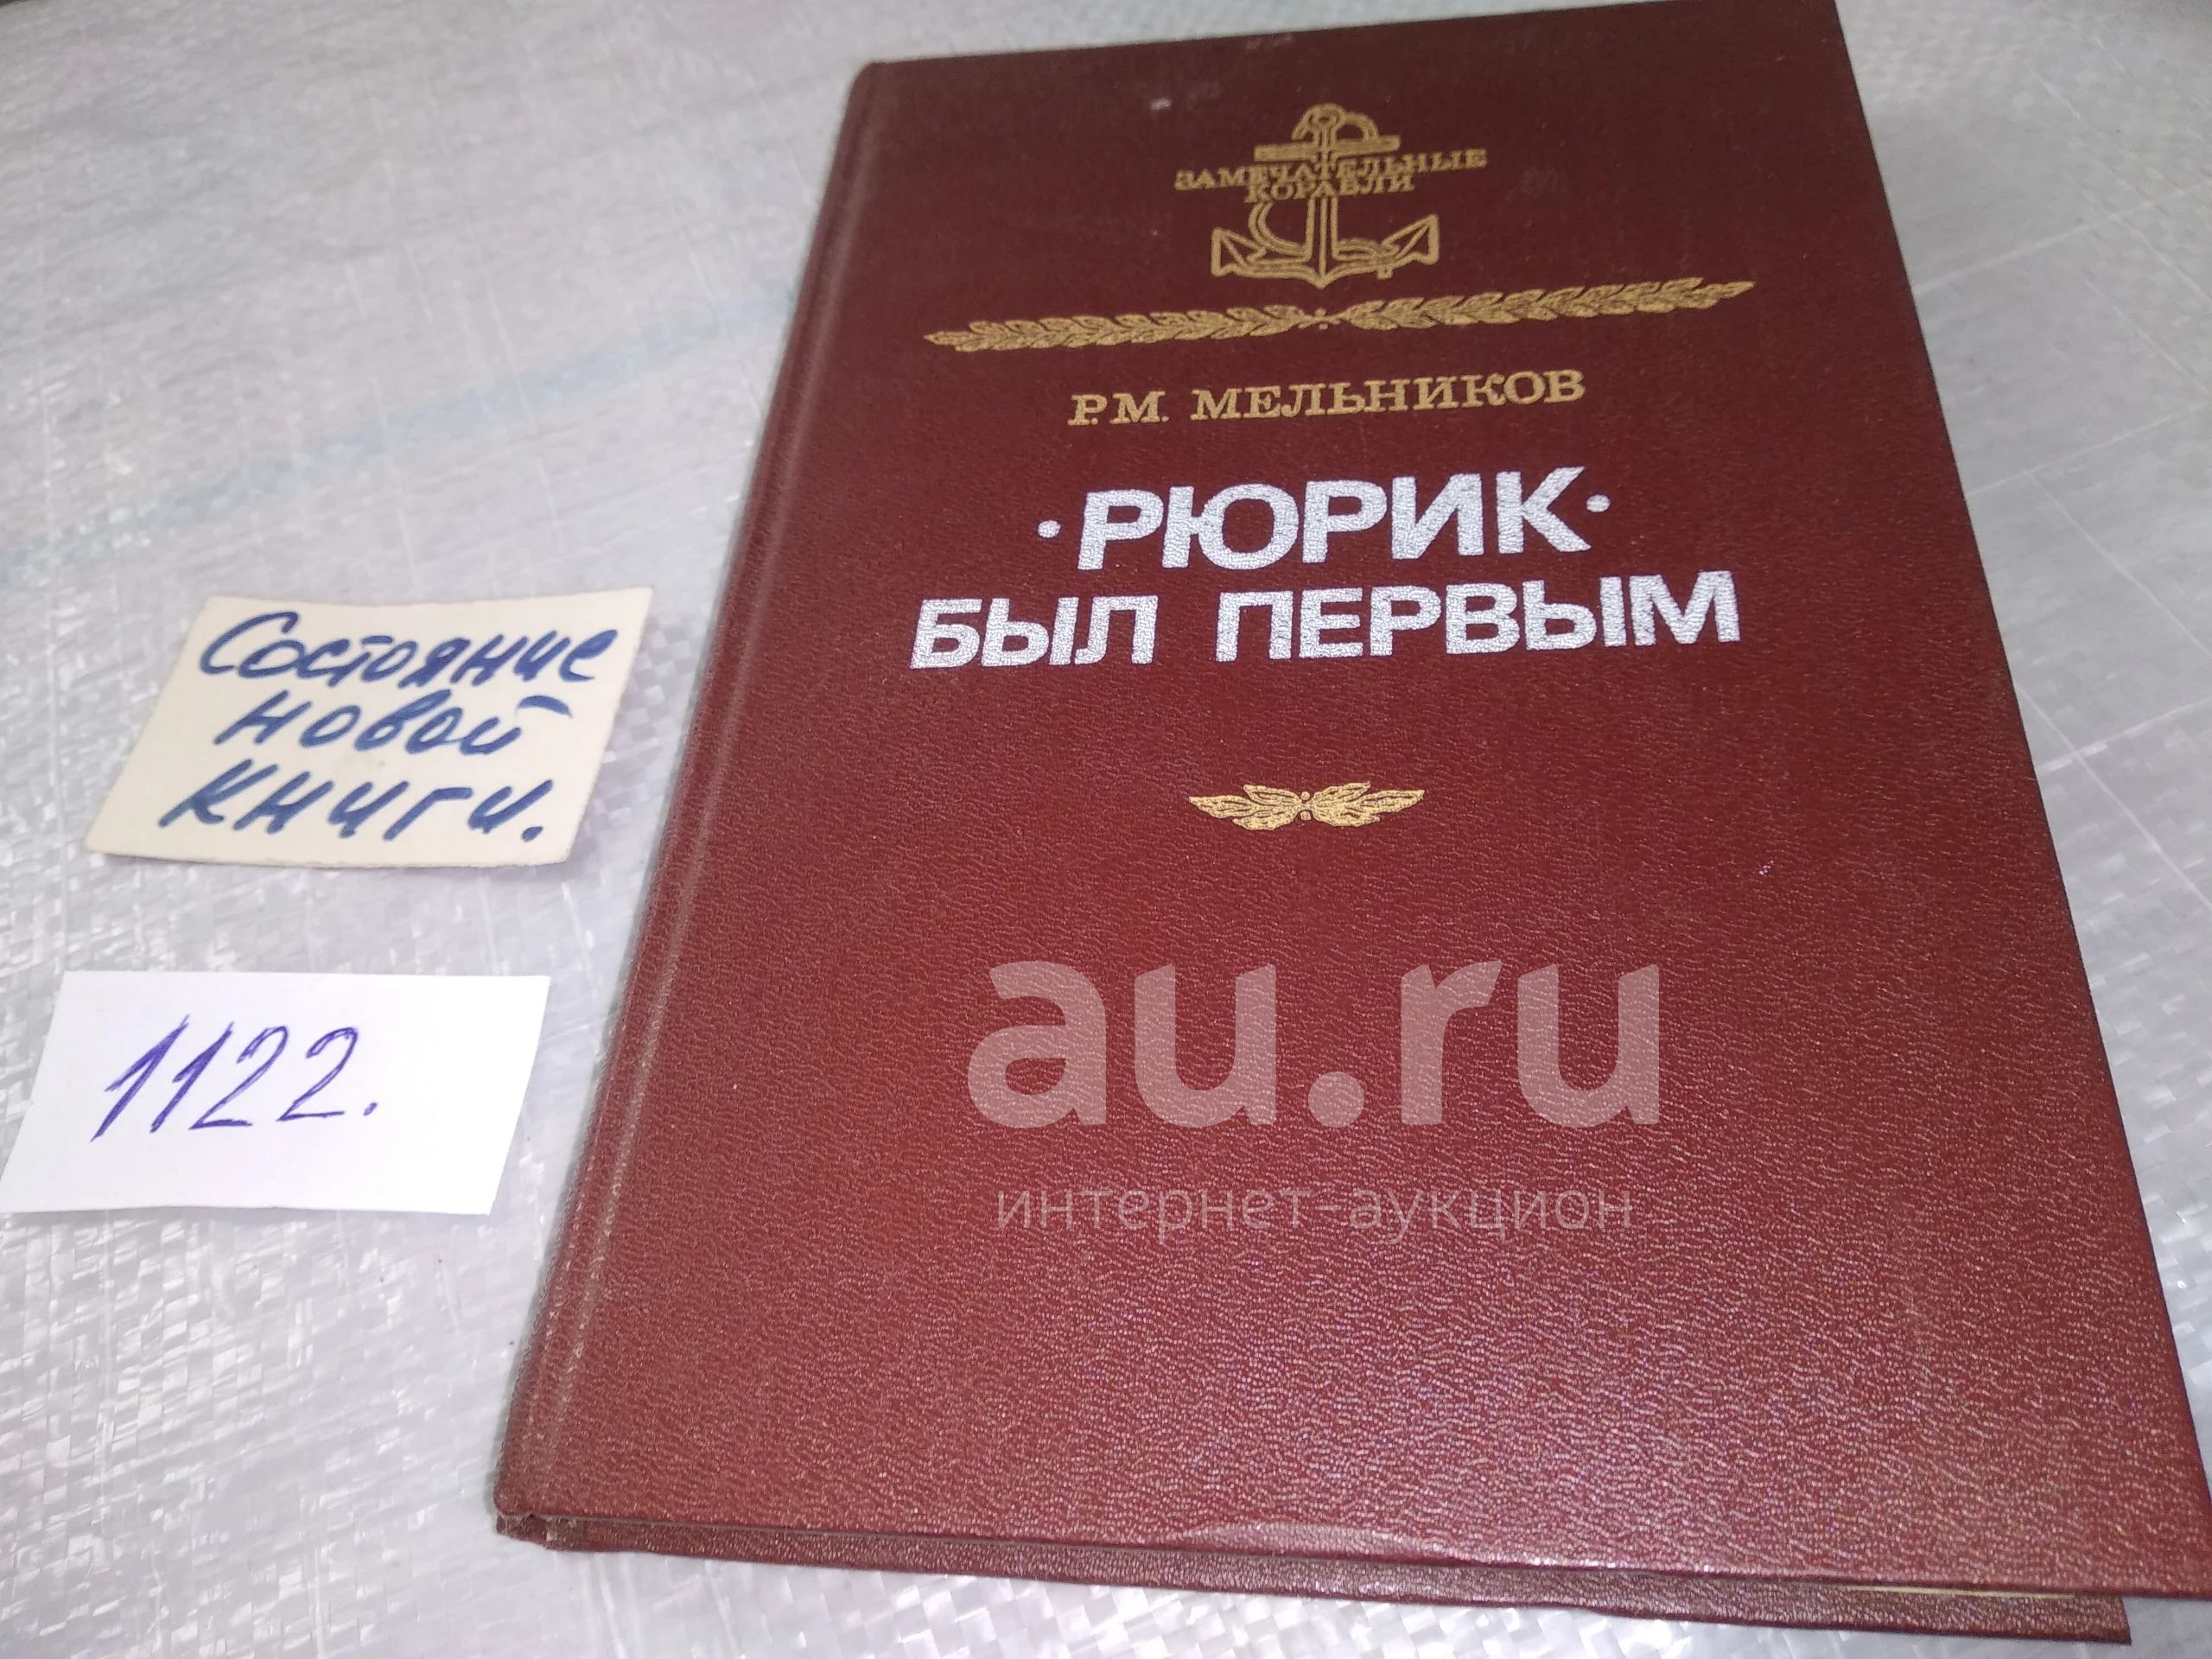 ЗАМЕЧАТЕЛЬНЫЕ
КОРАБЛИ
Р.М. МЕЛЬНИКОВ
·РЮРИК·
БЫЛ ПЕРВЫМ
Состояние
новой
книги.
1122.
au.ru
интернет-аукцион